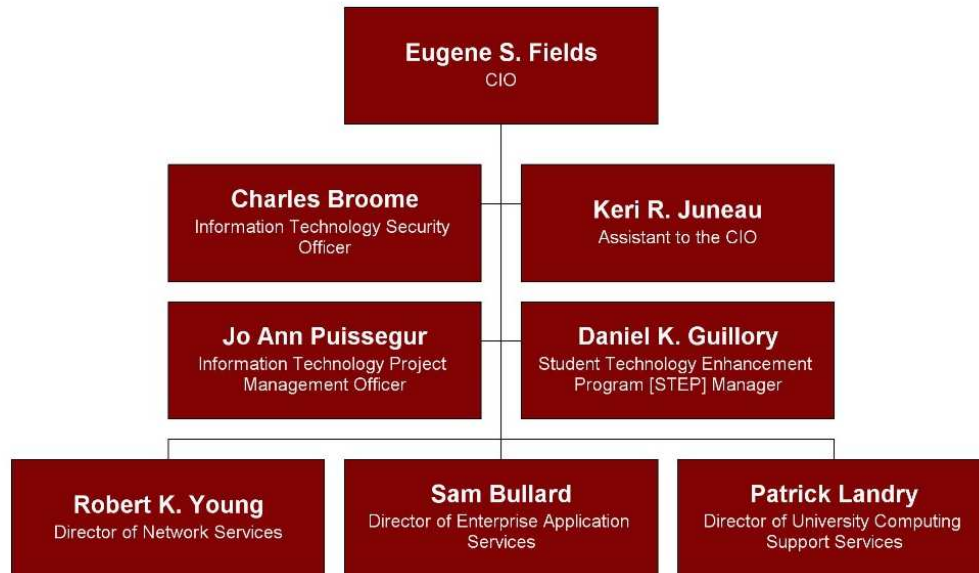 Eugene S. Fields
CIO
Charles Broome
Information Technology Security
Officer
Keri R. Juneau
Assistant to the CIO
Jo Ann Puissegur
Information Technology Project
Management Officer
Daniel K. Guillory
Student Technology Enhancement
Program [STEP] Manager
Robert K. Young
Director of Network Services
Sam Bullard
Director of Enterprise Application
Services
Patrick Landry
Director of University Computing
Support Services